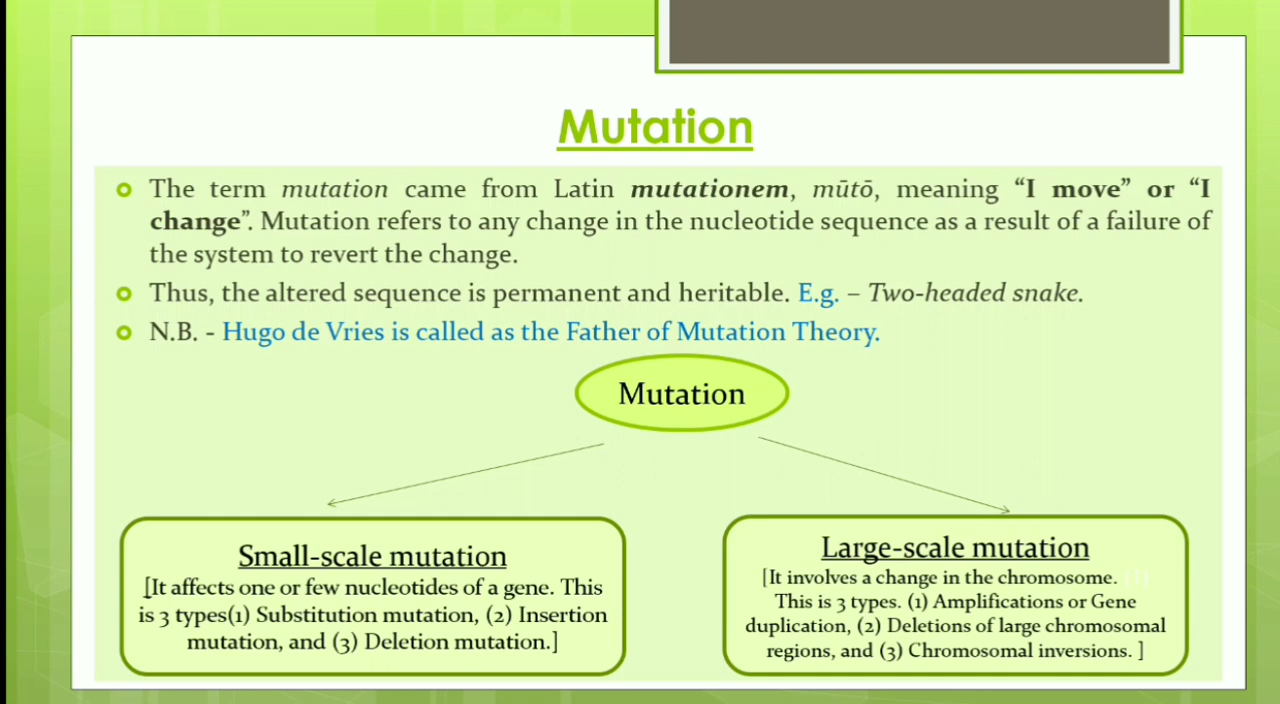 Mutation
The term mutation came from Latin mutationem, mūtō, meaning “I move” or “I
change”. Mutation refers to any change in the nucleotide sequence as a result of a failure of
the system to revert the change.
Thus, the altered sequence is permanent and heritable. E.g. – Two-headed snake.
N.B. - Hugo de Vries is called as the Father of Mutation Theory.
Mutation
Small-scale mutation
[It affects one or few nucleotides of a gene. This
is 3 types(1) Substitution mutation, (2) Insertion
mutation, and (3) Deletion mutation.]
Large-scale mutation
[It involves a change in the chromosome.
This is 3 types. (1) Amplifications or Gene
duplication, (2) Deletions of large chromosomal
regions, and (3) Chromosomal inversions. ]